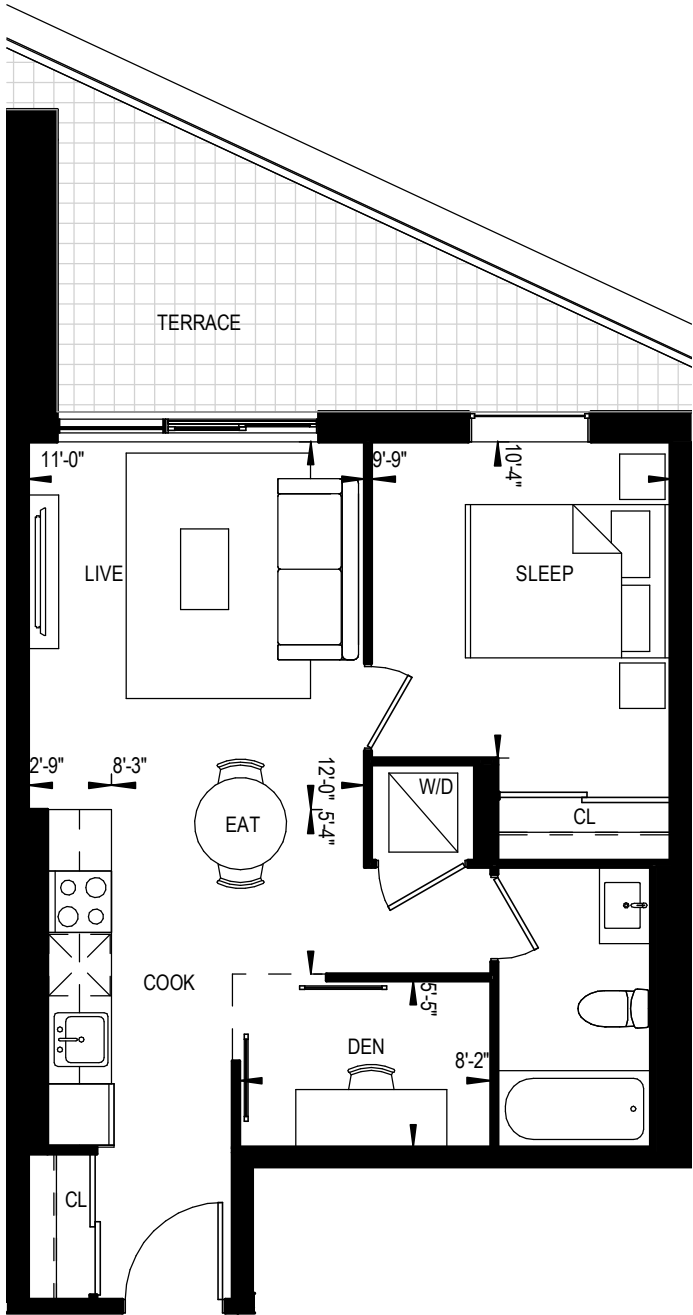 TERRACE
11'-0"
9'-9"
10'-4"
LIVE
SLEEP
2'-9"
8'-3"
12'-0"
5'-4"
W/D
EAT
CL
COOK
5'-5"
DEN
8'-2"
CL